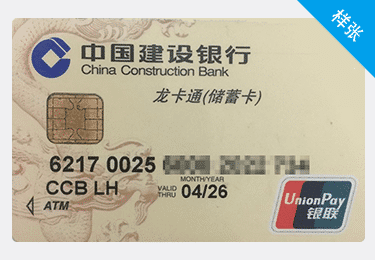 样张
中国建设银行
China Construction Bank
龙卡通(储蓄卡)
6217 0025
MONTH/YEAR
CCB LH VALID THRU 04/26
ATM
UnionPay
银联